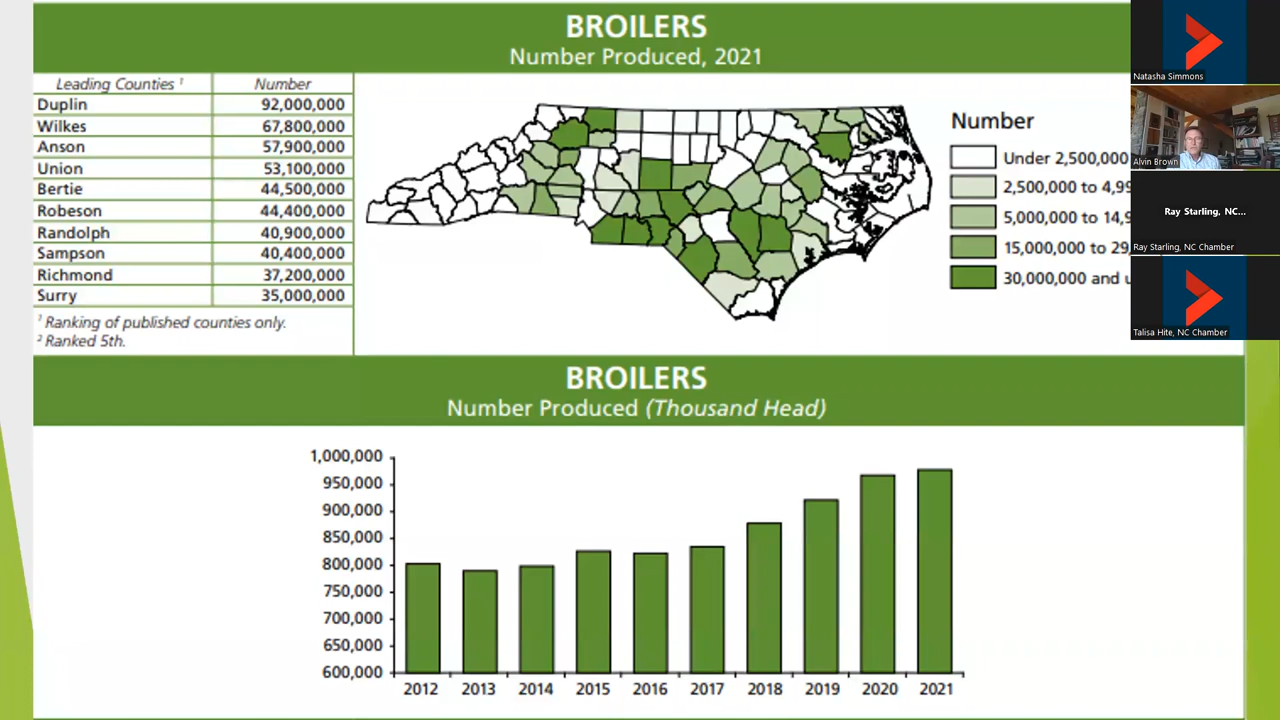 BROILERS
Number Produced, 2021
Leading Counties ¹ Number
Duplin 92,000,000
Wilkes 67,800,000
Anson 57,900,000
Union 53,100,000
Bertie 44,500,000
Robeson 44,400,000
Randolph 40,900,000
Sampson 40,400,000
Richmond 37,200,000
Surry 35,000,000
¹ Ranking of published counties only.
² Ranked 5th.
Number
Under 2,500,000
2,500,000 to 4,99
5,000,000 to 14,9
15,000,000 to 29,
30,000,000 and u
Natasha Simmons
Alvin Brown
Ray Starling, NC...
Ray Starling, NC Chamber
Talisa Hite, NC Chamber
BROILERS
Number Produced (Thousand Head)
1,000,000
950,000
900,000
850,000
800,000
750,000
700,000
650,000
600,000
2012 2013 2014 2015 2016 2017 2018 2019 2020 2021